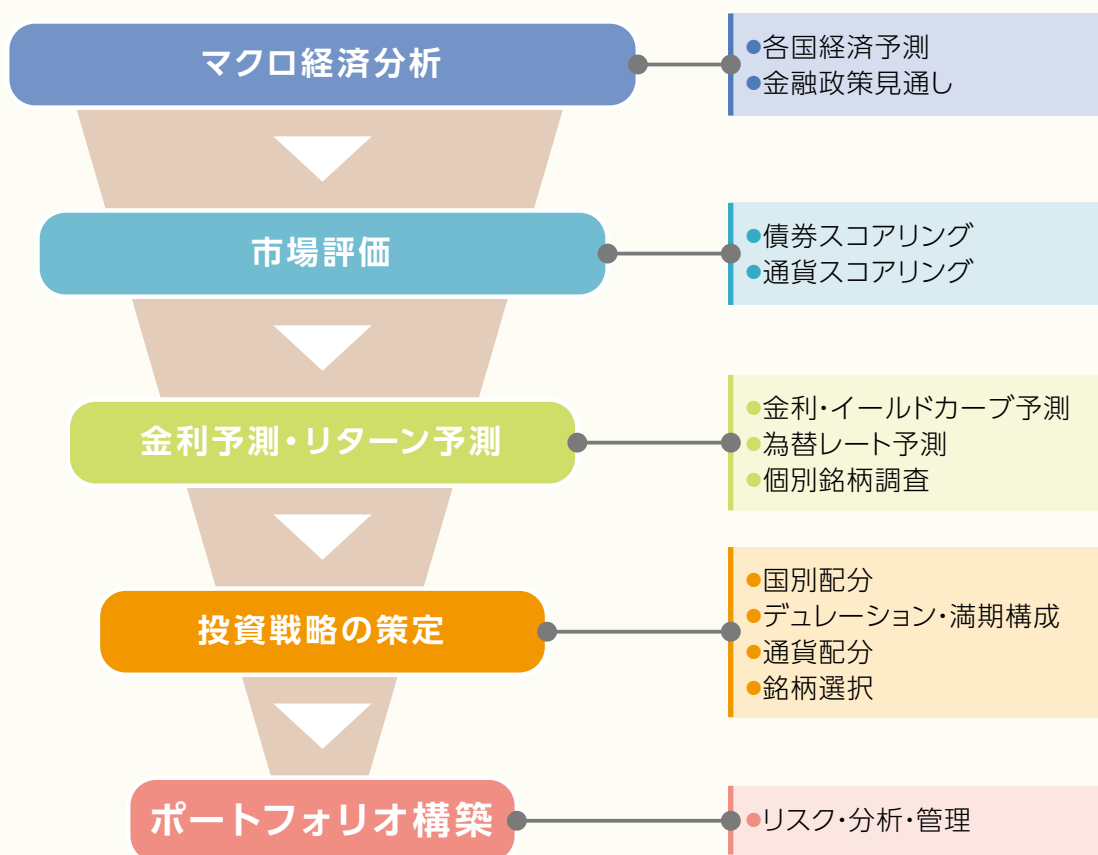 マクロ経済分析
●各国経済予測
●金融政策見通し
市場評価
●債券スコアリング
●通貨スコアリング
金利予測・リターン予測
●金利・イールドカーブ予測
●為替レート予測
●個別銘柄調査
投資戦略の策定
●国別配分
●デュレーション・満期構成
●通貨配分
●銘柄選択
ポートフォリオ構築
●リスク・分析・管理